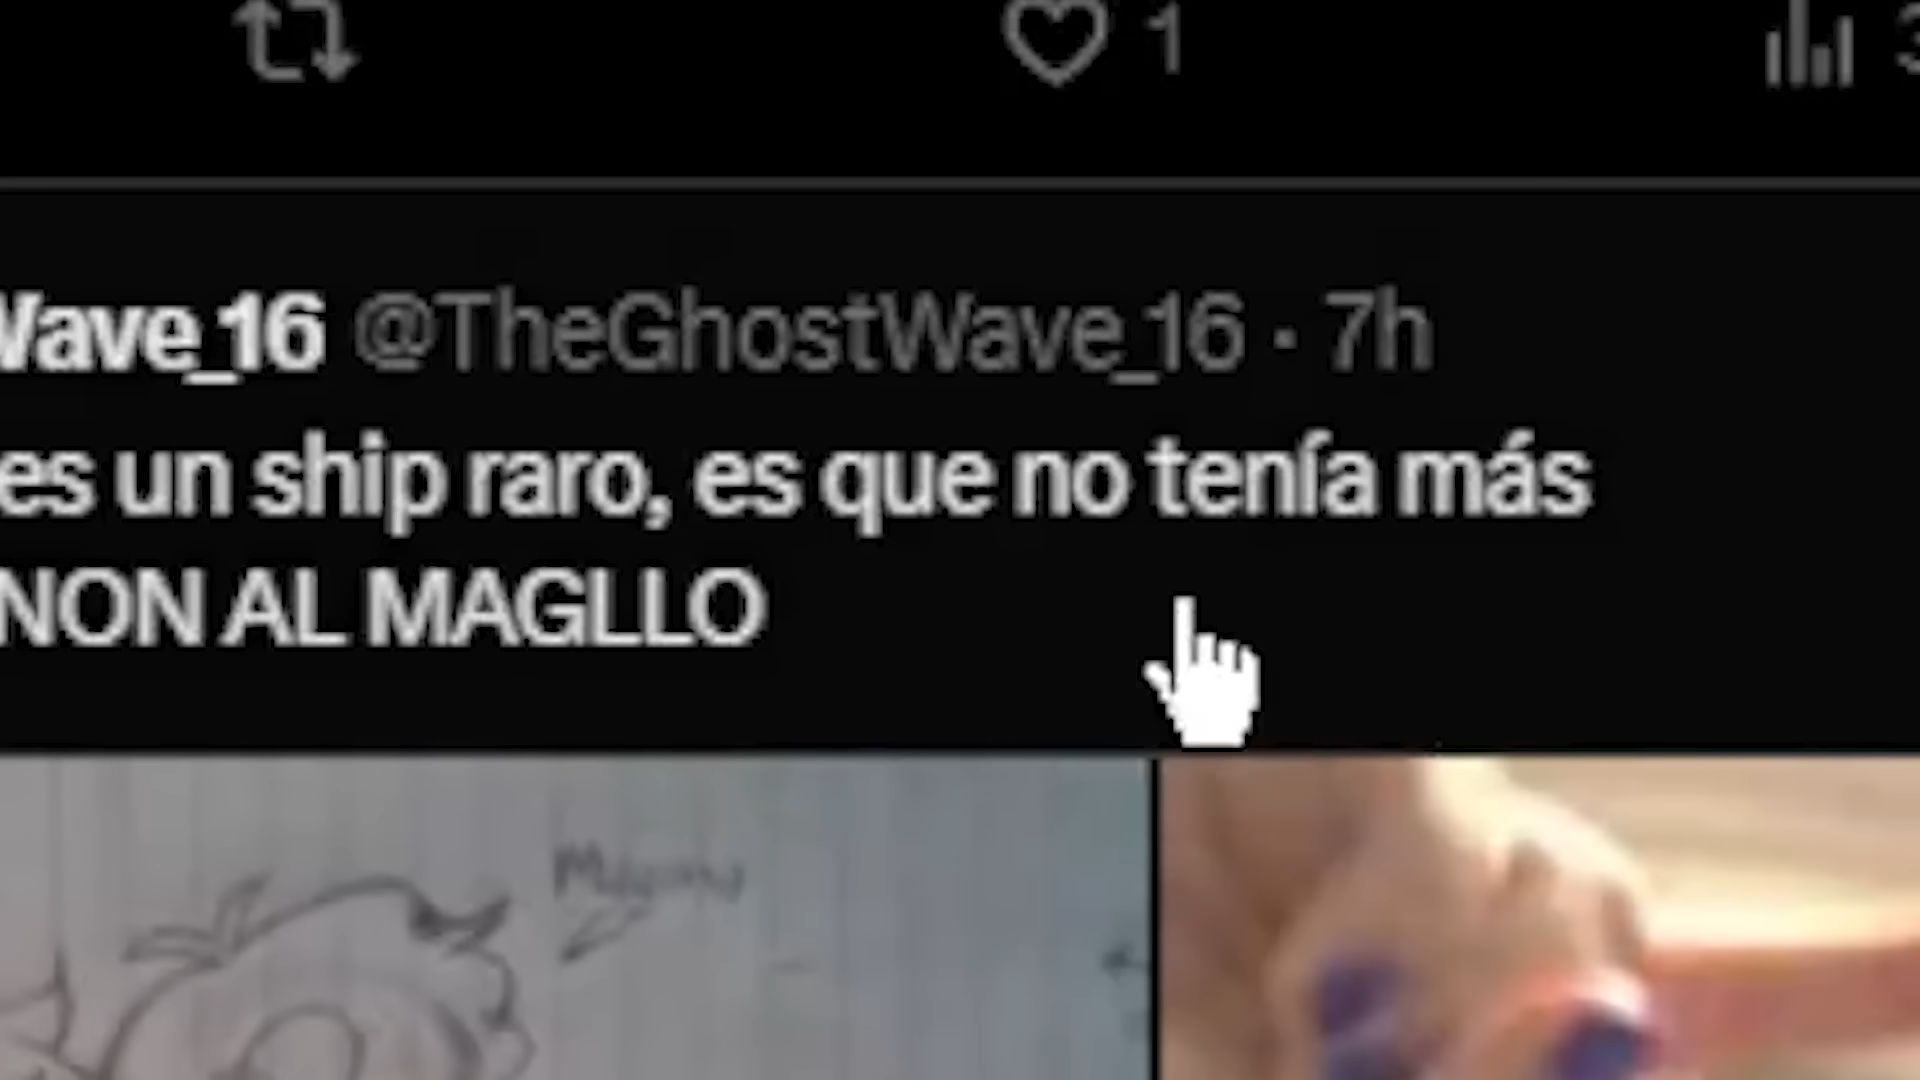 1
Wave_16 @TheGhostWave_16 · 7h
es un ship raro, es que no tenía más
NON AL MAGLLO